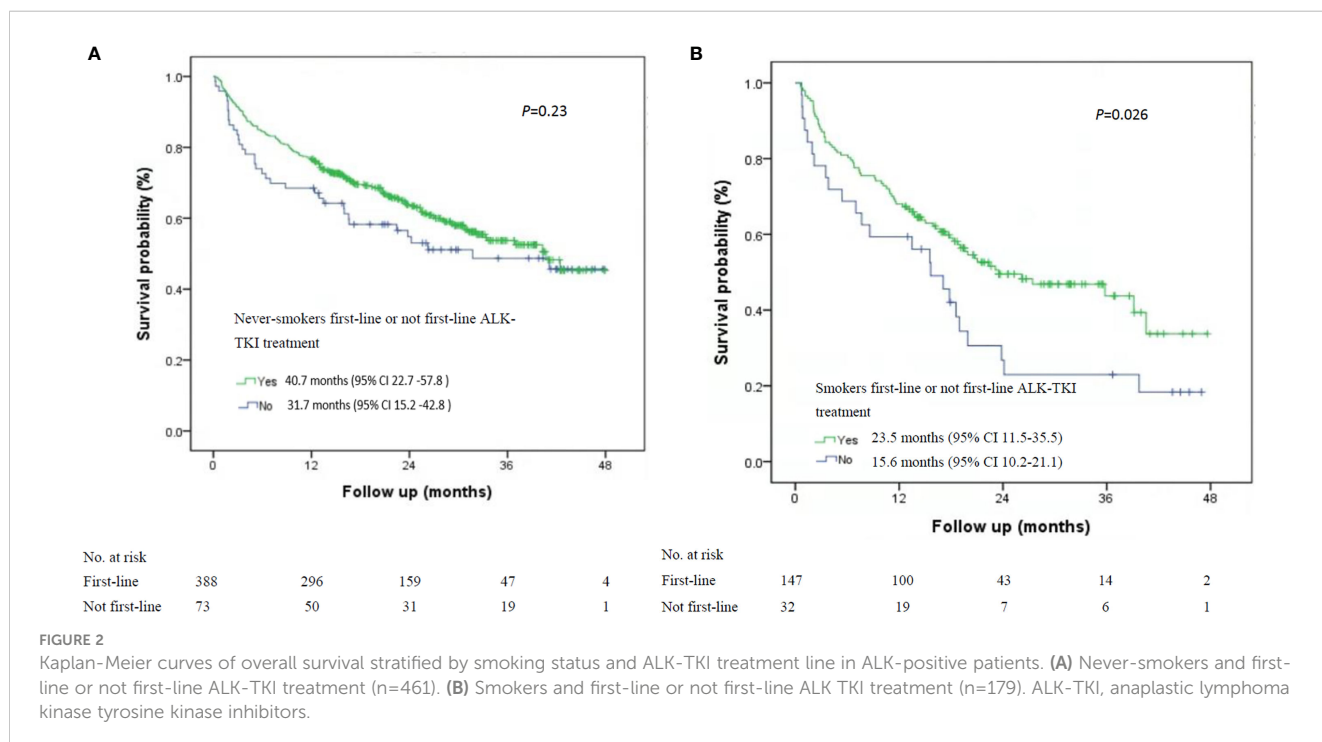 A
P=0.23
1.0
0.8
0.6
0.4
0.2
0.0
Survival probability (%)
Never-smokers first-line or not first-line ALK-
TKI treatment
Yes 40.7 months (95% CI 22.7 -57.8 )
No 31.7 months (95% CI 15.2 -42.8 )
0 12 24 36 48
Follow up (months)
No. at risk
First-line 388 296 159 47 4
Not first-line 73 50 31 19 1
B
P=0.026
1.0
0.8
0.6
0.4
0.2
0.0
Survival probability (%)
Smokers first-line or not first-line ALK-TKI
treatment
Yes 23.5 months (95% CI 11.5-35.5)
No 15.6 months (95% CI 10.2-21.1)
0 12 24 36 48
Follow up (months)
No. at risk
First-line 147 100 43 14 2
Not first-line 32 19 7 6 1
FIGURE 2
Kaplan-Meier curves of overall survival stratified by smoking status and ALK-TKI treatment line in ALK-positive patients. (A) Never-smokers and first-
line or not first-line ALK-TKI treatment (n=461). (B) Smokers and first-line or not first-line ALK TKI treatment (n=179). ALK-TKI, anaplastic lymphoma
kinase tyrosine kinase inhibitors.